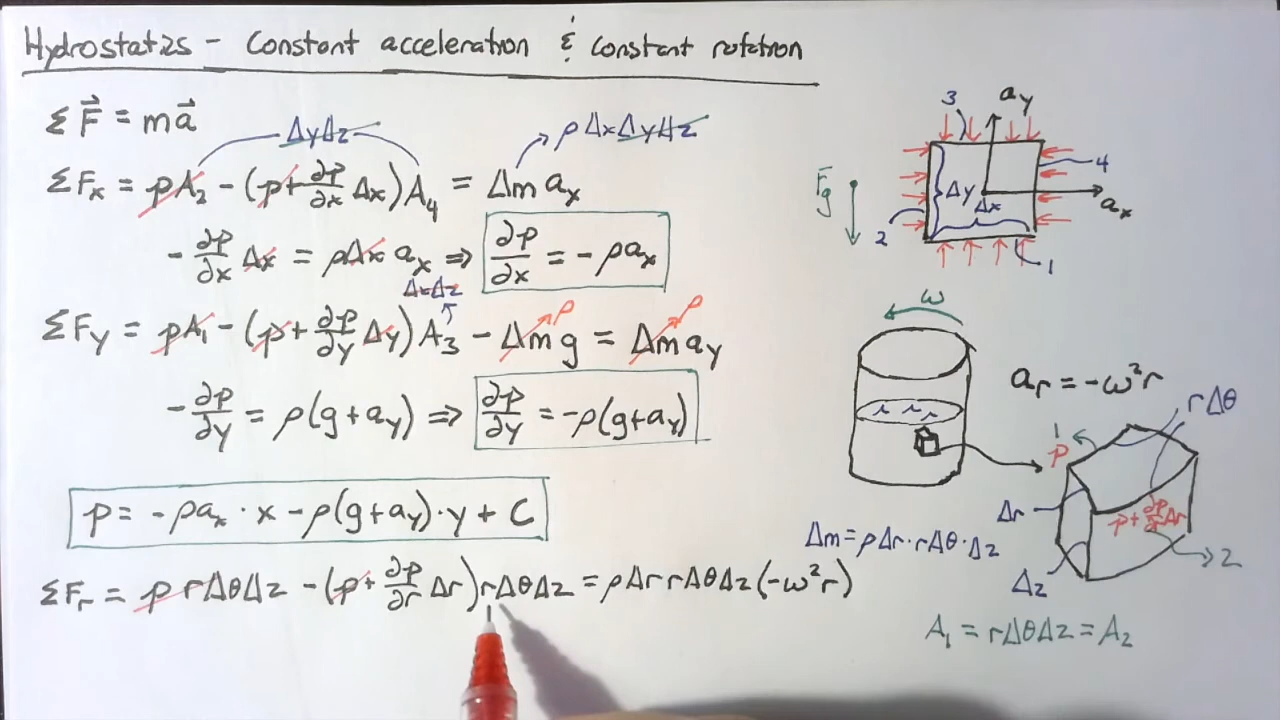 Hydrostatics - Constant acceleration & constant rotation
ΣF⃗ = ma⃗
ΔyΔz
ρΔxΔyΔz
ΣFx = pA2 - (p + ∂p/∂x Δx)A4 = Δm ax
- ∂p/∂x Δx = ρΔx ax ⇒ ∂p/∂x = -ρax
ΔxΔz
ΣFy = pA1 - (p + ∂p/∂y Δy)A3 - Δm g = Δm ay
ρ
ρ
- ∂p/∂y = ρ(g+ay) ⇒ ∂p/∂y = -ρ(g+ay)
p = -ρax · x - ρ(g+ay) · y + C
ΣFr = p rΔθΔz - (p + ∂p/∂r Δr)rΔθΔz = ρΔr rΔθΔz(-ω²r)
ay
3
Fg
4
Δy
Δx
ax
2
1
ω
ar = -ω²r
rΔθ
1
p
Δr
p + ∂p/∂r Δr
Δm = ρΔr·rΔθ·Δz
2
Δz
A1 = rΔθΔz = A2